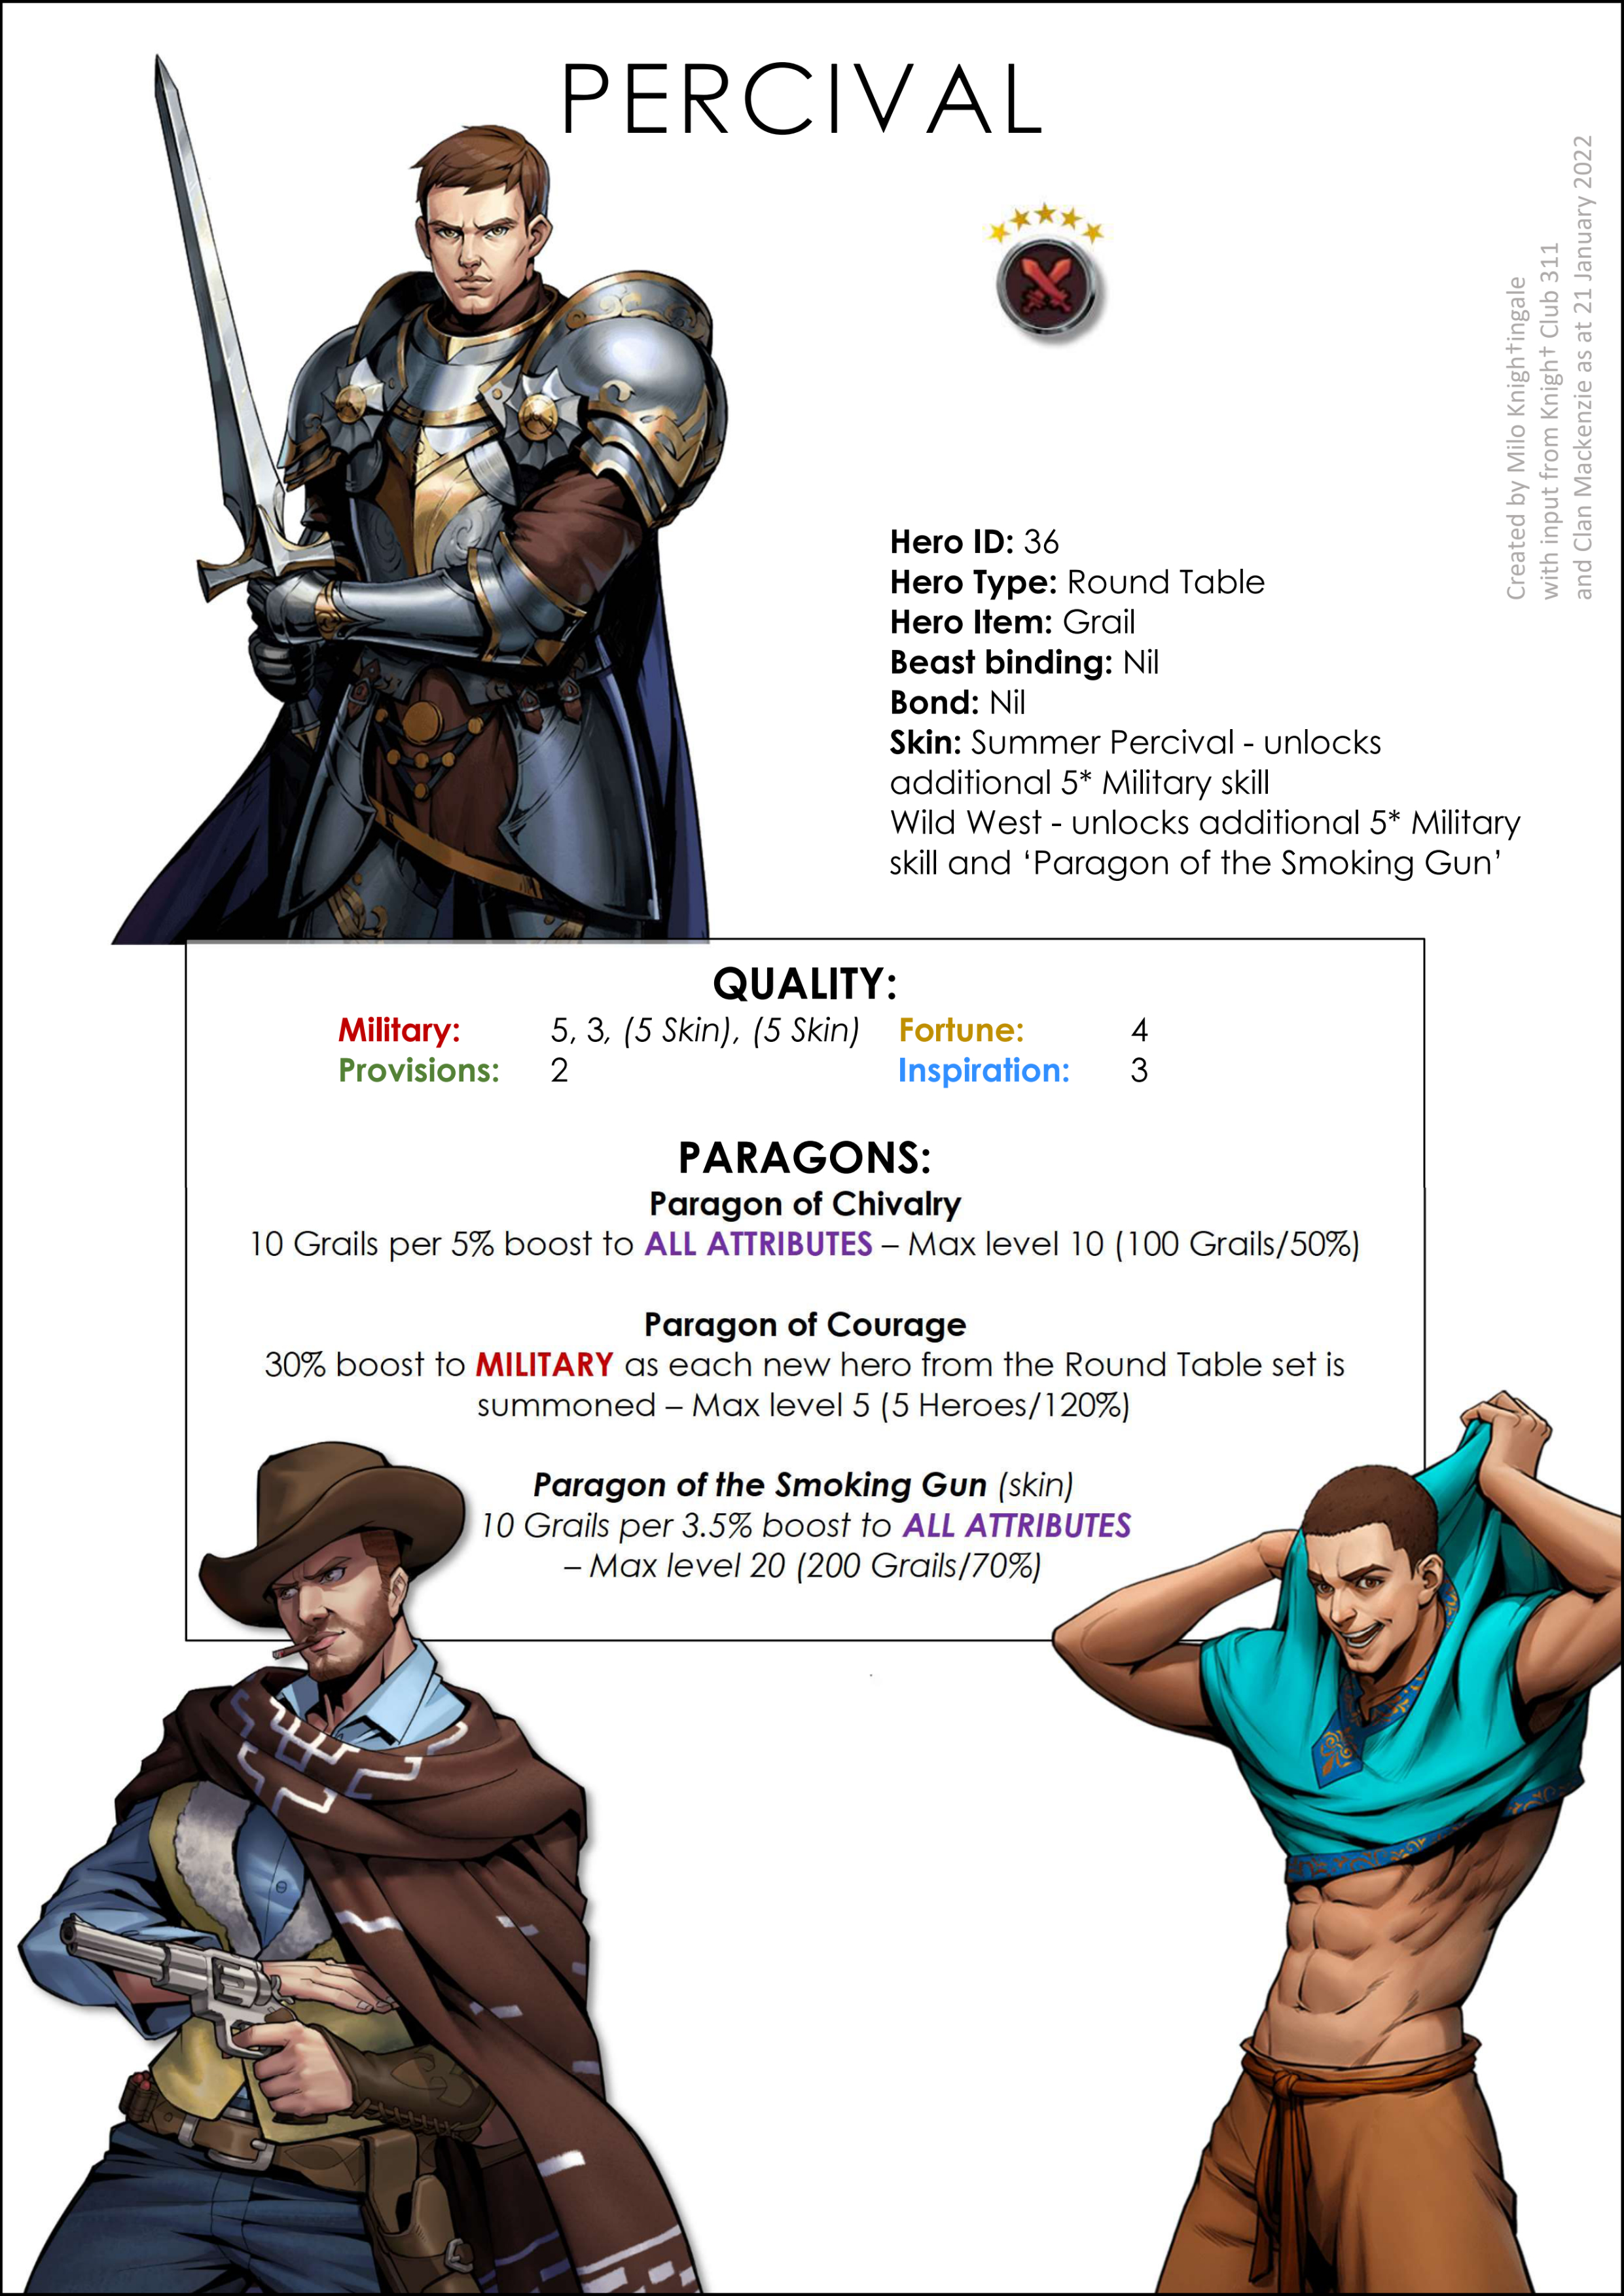 PERCIVAL
Created by Milo Knigh†ingale
with input from Knigh† Club 311
and Clan Mackenzie as at 21 January 2022
Hero ID: 36
Hero Type: Round Table
Hero Item: Grail
Beast binding: Nil
Bond: Nil
Skin: Summer Percival - unlocks
additional 5* Military skill
Wild West - unlocks additional 5* Military
skill and ‘Paragon of the Smoking Gun’
QUALITY:
Military: 5, 3, (5 Skin), (5 Skin) Fortune: 4
Provisions: 2 Inspiration: 3
PARAGONS:
Paragon of Chivalry
10 Grails per 5% boost to ALL ATTRIBUTES – Max level 10 (100 Grails/50%)
Paragon of Courage
30% boost to MILITARY as each new hero from the Round Table set is
summoned – Max level 5 (5 Heroes/120%)
Paragon of the Smoking Gun (skin)
10 Grails per 3.5% boost to ALL ATTRIBUTES
– Max level 20 (200 Grails/70%)